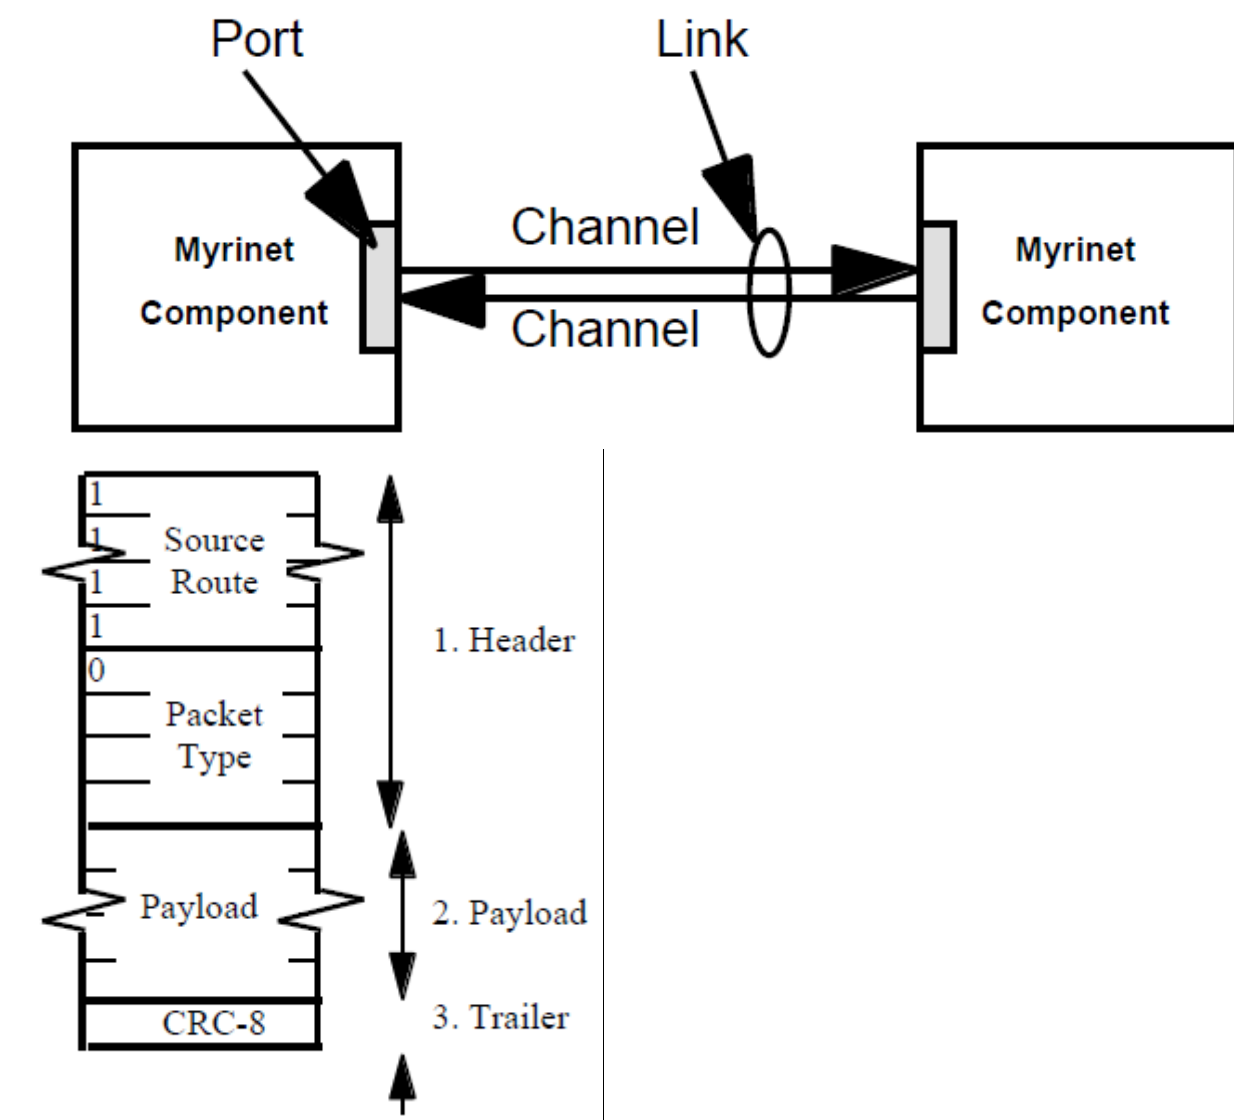 Port
Link
Myrinet
Component
Channel
Channel
Myrinet
Component
1
1
1
1
Source
Route
0
Packet
Type
1. Header
Payload
2. Payload
CRC-8
3. Trailer